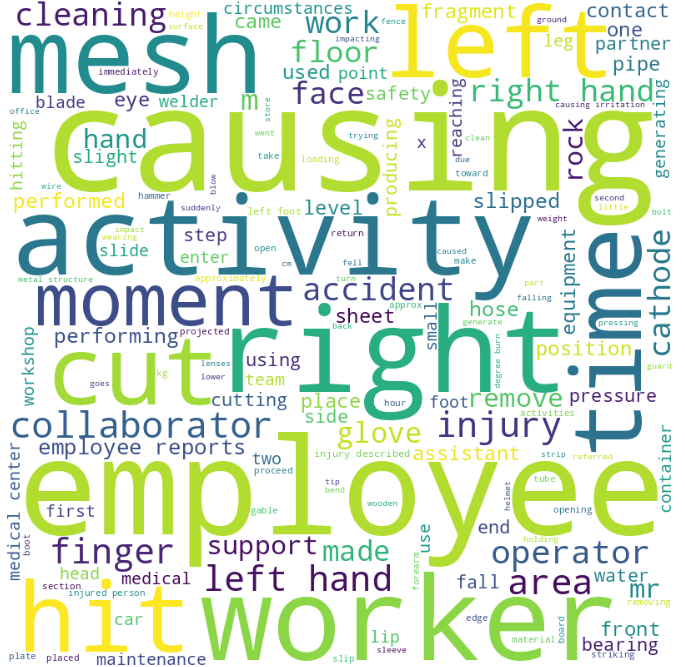 cleaning
height
surface
circumstances
came
work
fence
impacting
ground
fragment
leg
contact
one
partner
pipe
mesh
immediately
left
floor
used
point
office
blade
eye
welder
m
store
face
safety
right hand
reaching
causing irritation
generating
causing
hitting
hand
slight
went
take
trying
loading
producing
x
clean
due
toward
rock
second
little
bolt
wire
hammer
blow
performed
suddenly
left foot
level
slipped
weight
activity
impact
wearing
slide
step
enter
open
cm
return
fell
caused
make
time
metal structure
approximately
turn
equipment
part
falling
pressing
cathode
moment
accident
sheet
approx
small
hose
generate
degree burn
position
guard
workshop
performing
projected
back
right
cut
goes
kg
lenses
lower
using
team
cutting
place
side
hour
foot
remove
activities
pressure
collaborator
glove
injury
employee reports
assistant
strip
referred
two
proceed
injury described
container
medical center
employee
first
gable
tip
bend
wooden
tube
helmet
opening
holding
boot
finger
support
made
use
end
operator
head
medical
left hand
forearm
fall
area
water
mr
removing
section
injured person
hit
car
worker
lip
sleeve
edge
material
board
front
bearing
plate
placed
maintenance
slip
striking